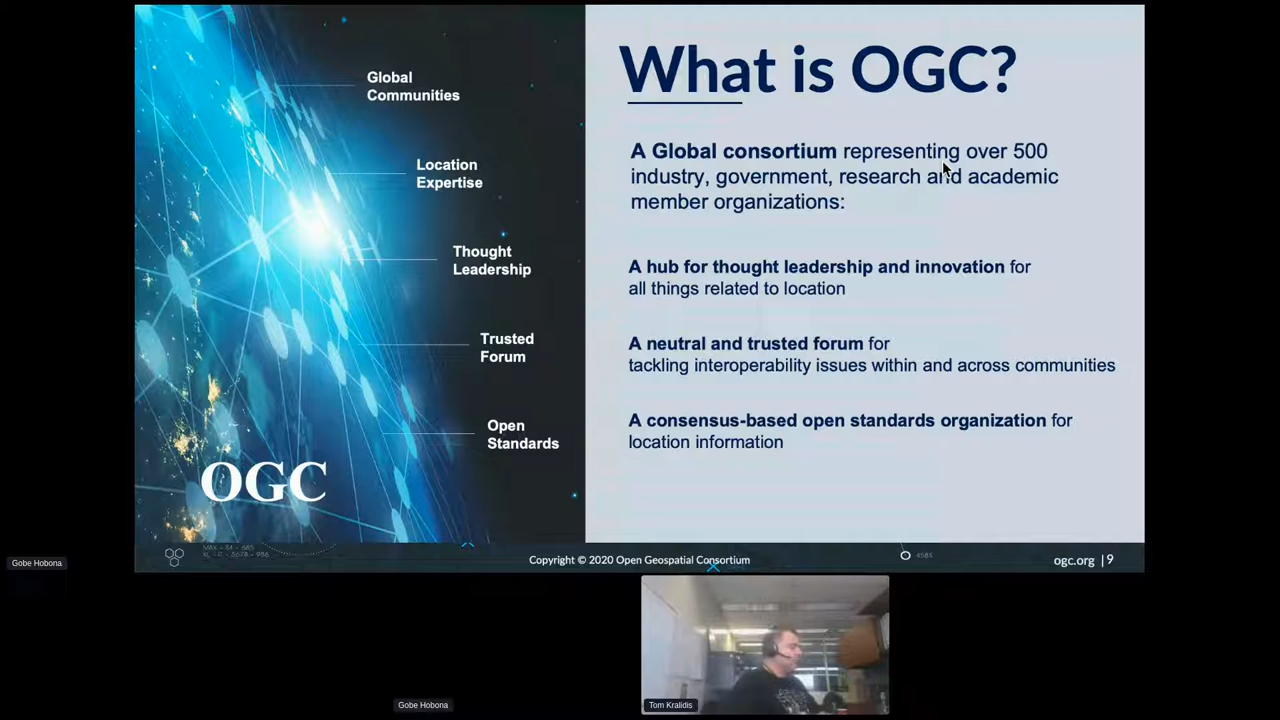 What is OGC?
Global
Communities
Location
Expertise
Thought
Leadership
Trusted
Forum
Open
Standards
OGC
A Global consortium representing over 500
industry, government, research and academic
member organizations:
A hub for thought leadership and innovation for
all things related to location
A neutral and trusted forum for
tackling interoperability issues within and across communities
A consensus-based open standards organization for
location information
Copyright © 2020 Open Geospatial Consortium
4585
ogc.org | 9
Gobe Hobona
Gobe Hobona
Tom Kralidis